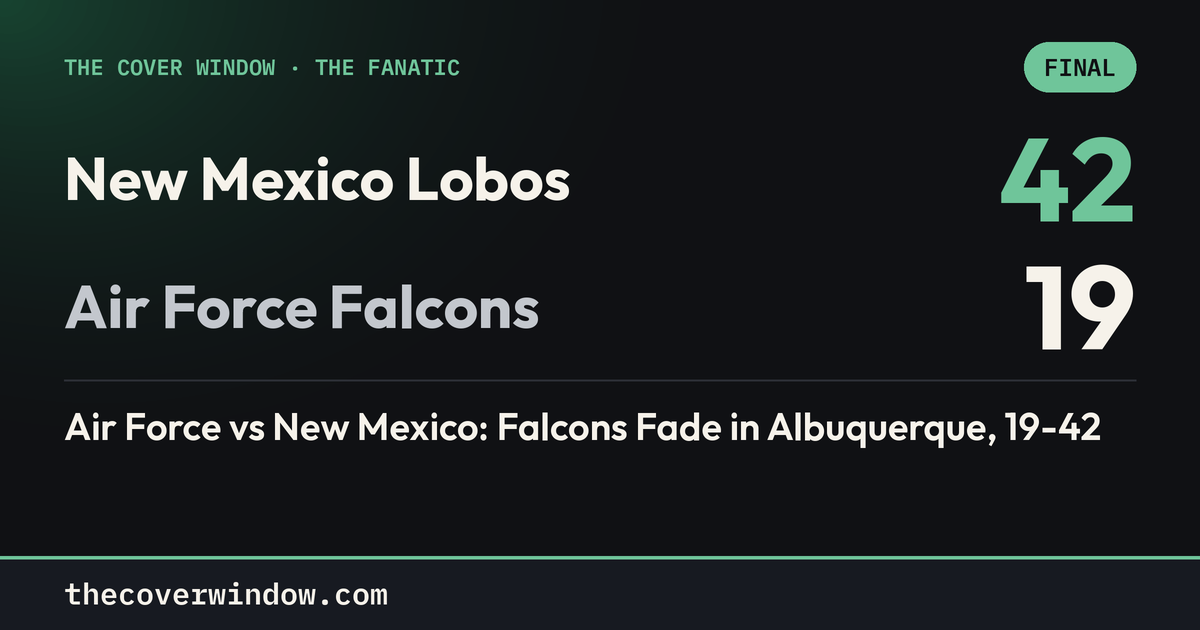 THE COVER WINDOW · THE FANATIC
FINAL
New Mexico Lobos 42
Air Force Falcons 19
Air Force vs New Mexico: Falcons Fade in Albuquerque, 19-42
thecoverwindow.com